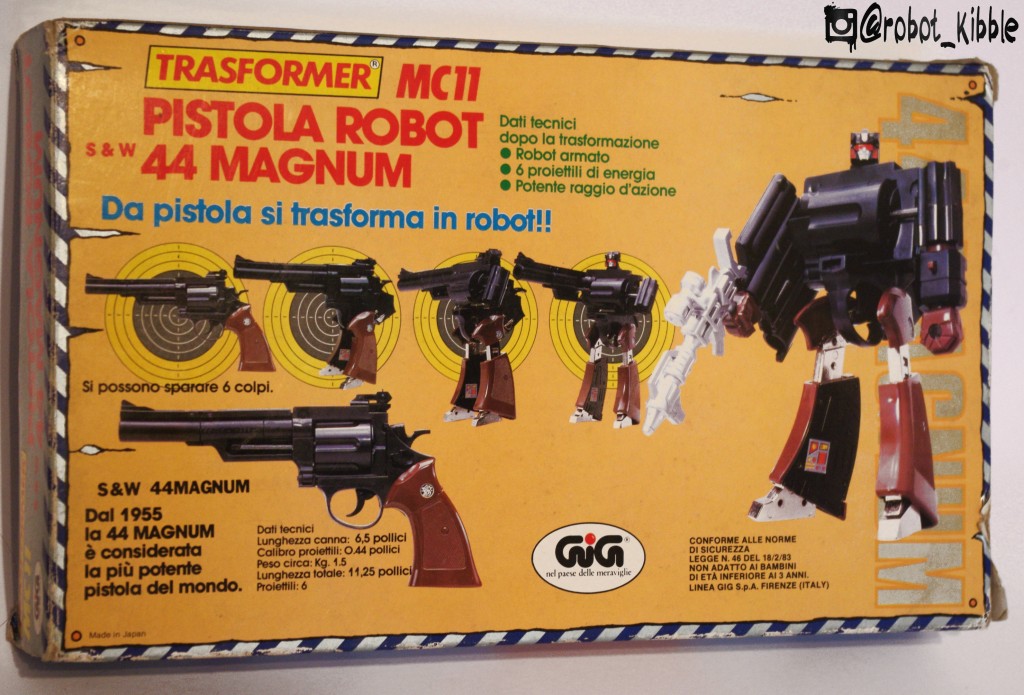 @robot_Kibble
TRASFORMER® MC11
PISTOLA ROBOT
S & W 44 MAGNUM
Dati tecnici
dopo la trasformazione
● Robot armato
● 6 proiettili di energia
● Potente raggio d'azione
Da pistola si trasforma in robot!!
Si possono sparare 6 colpi.
S&W 44MAGNUM
Dal 1955
la 44 MAGNUM
è considerata
la più potente
pistola del mondo.
Dati tecnici
Lunghezza canna: 6,5 pollici
Calibro proiettili: O.44 pollici
Peso circa: Kg. 1.5
Lunghezza totale: 11,25 pollici
Proiettili: 6
GiG®
nel paese delle meraviglie
CONFORME ALLE NORME
DI SICUREZZA
LEGGE N. 46 DEL 18/2/83
NON ADATTO AI BAMBINI
DI ETÀ INFERIORE AI 3 ANNI.
LINEA GIG S.p.A. FIRENZE (ITALY)
44 MAGNUM
Made in Japan